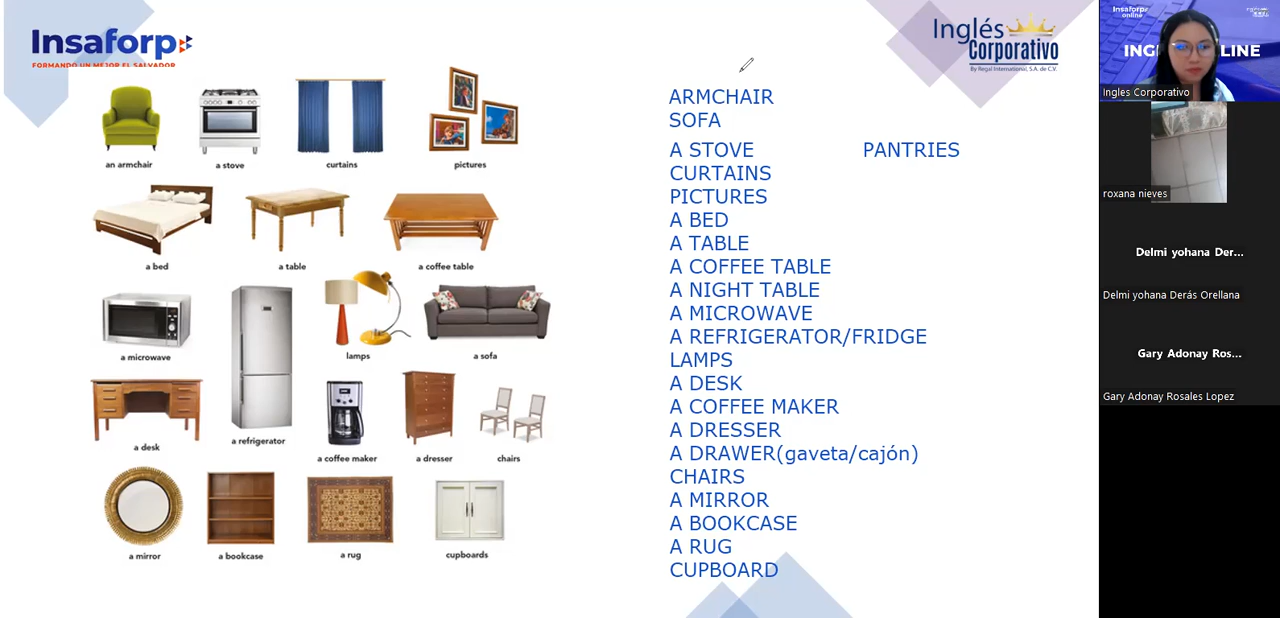 Insaforp
FORMANDO UN MEJOR EL SALVADOR
Inglés
Corporativo
By Regal International, S.A. de C.V.
an armchair
a stove
curtains
pictures
a bed
a table
a coffee table
a microwave
lamps
a sofa
a desk
a refrigerator
a coffee maker
a dresser
chairs
a mirror
a bookcase
a rug
cupboards
ARMCHAIR
SOFA
A STOVE PANTRIES
CURTAINS
PICTURES
A BED
A TABLE
A COFFEE TABLE
A NIGHT TABLE
A MICROWAVE
A REFRIGERATOR/FRIDGE
LAMPS
A DESK
A COFFEE MAKER
A DRESSER
A DRAWER(gaveta/cajón)
CHAIRS
A MIRROR
A BOOKCASE
A RUG
CUPBOARD
Insaforp
online
ING LINE
Ingles Corporativo
roxana nieves
Delmi yohana Der...
Delmi yohana Derás Orellana
Gary Adonay Ros...
Gary Adonay Rosales Lopez